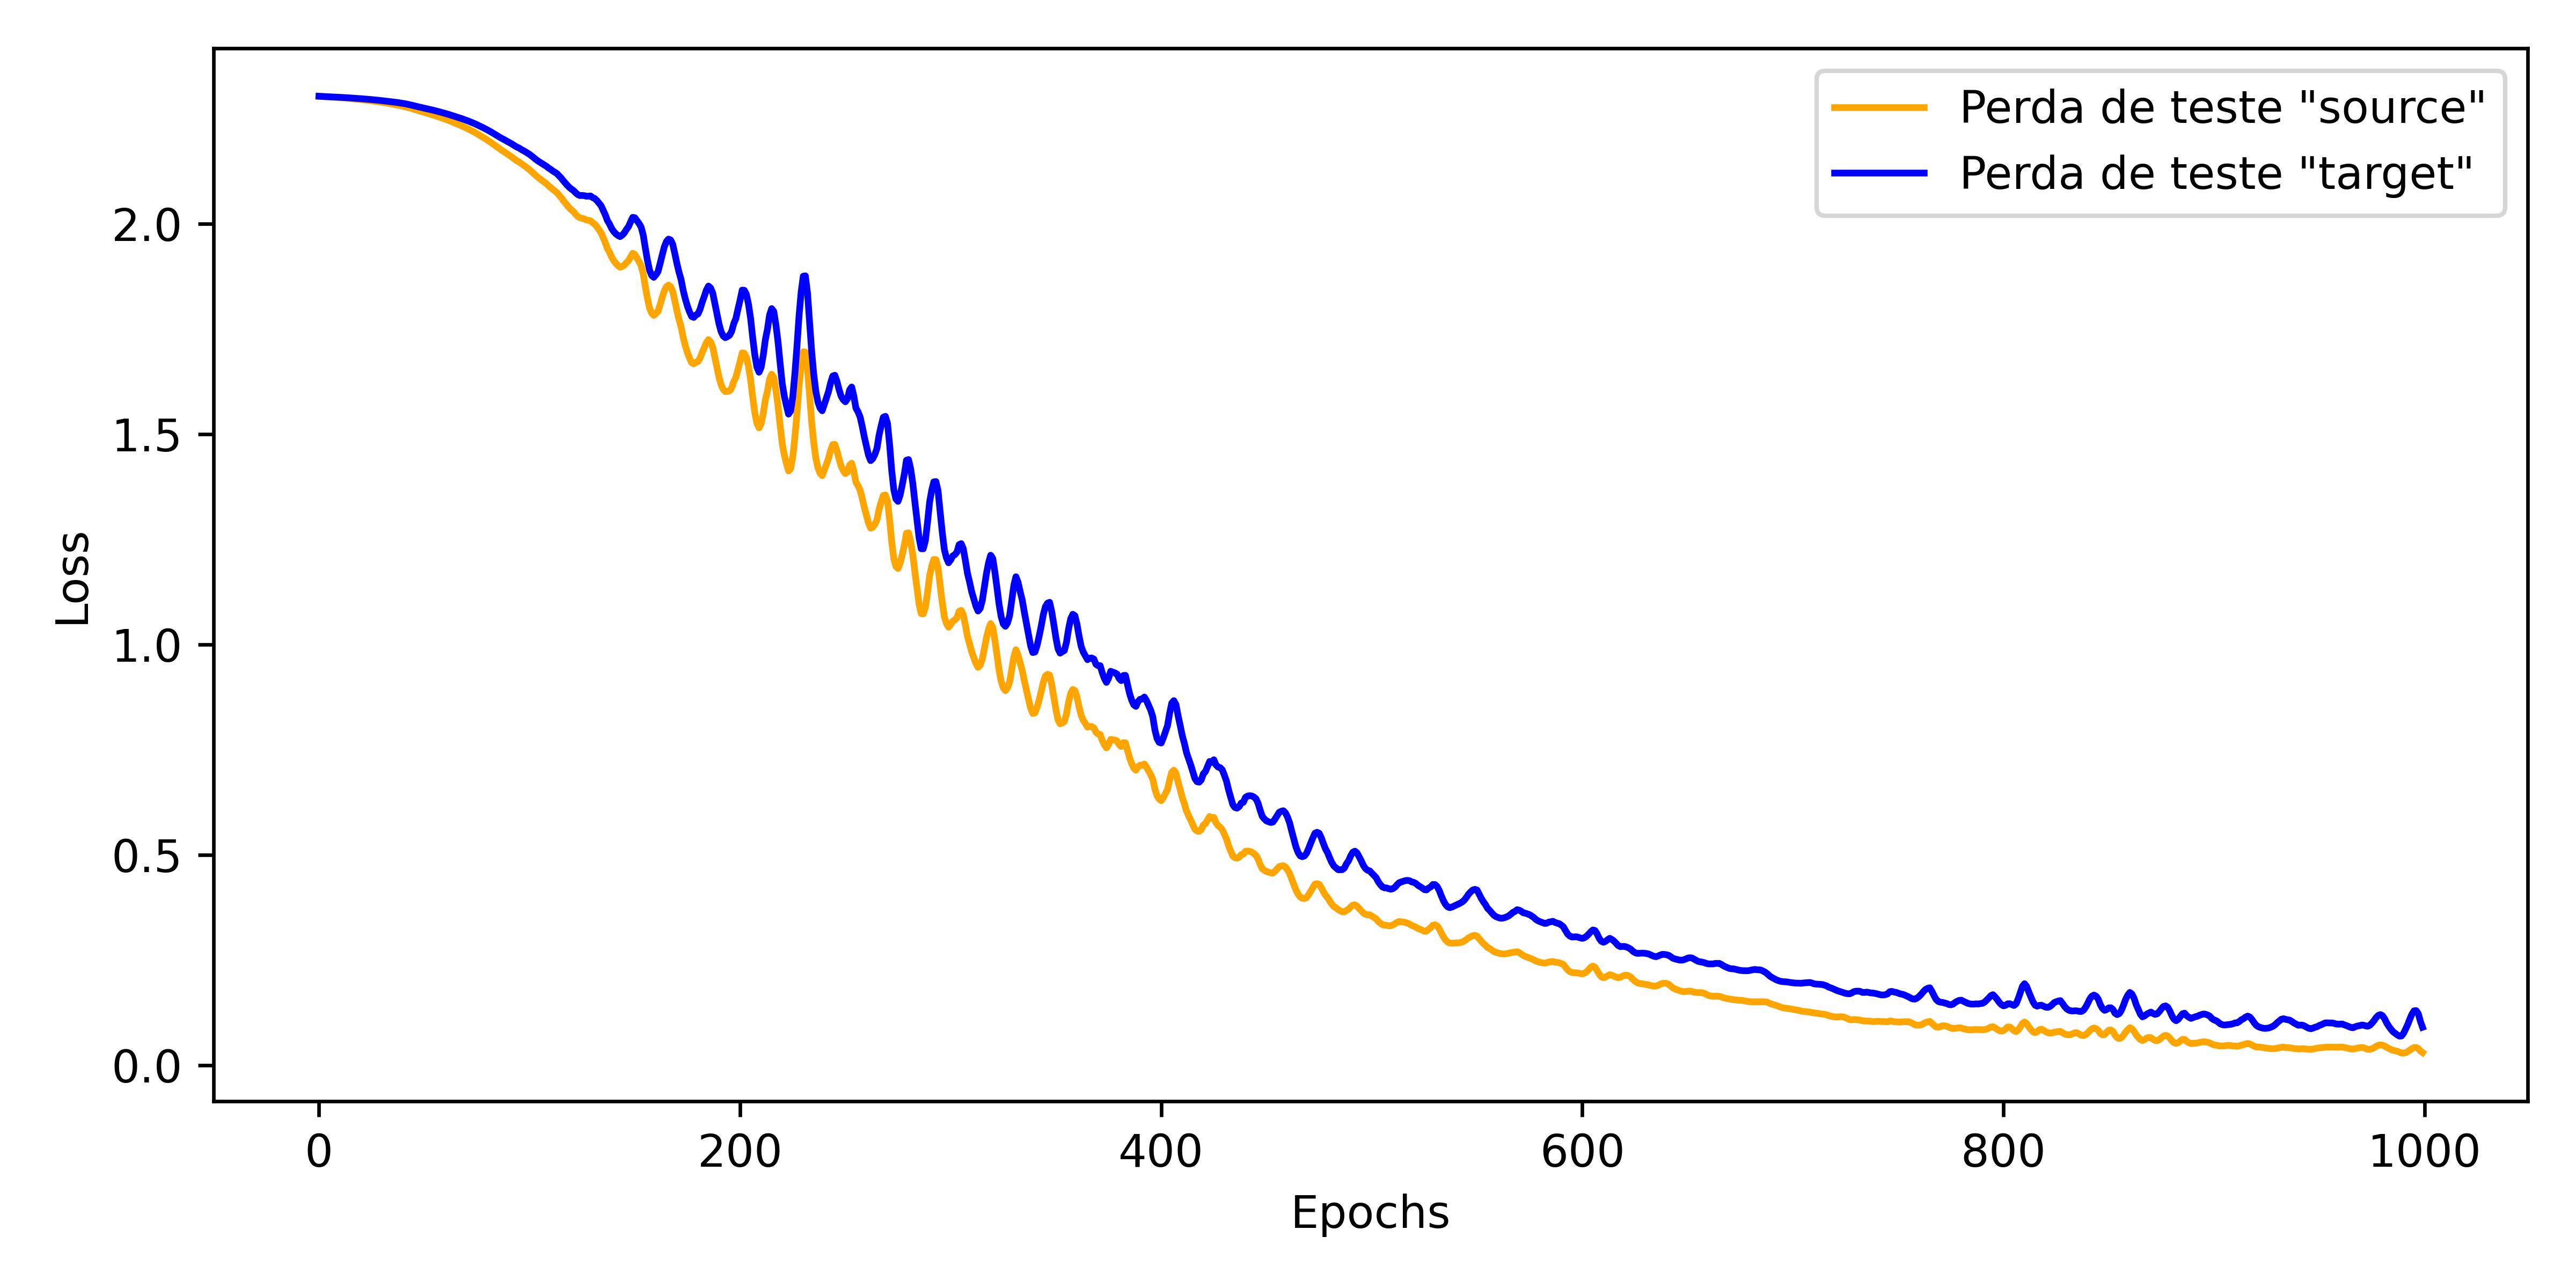 Perda de teste "source"
Perda de teste "target"
2.0
1.5
1.0
0.5
0.0
Loss
0 200 400 600 800 1000
Epochs